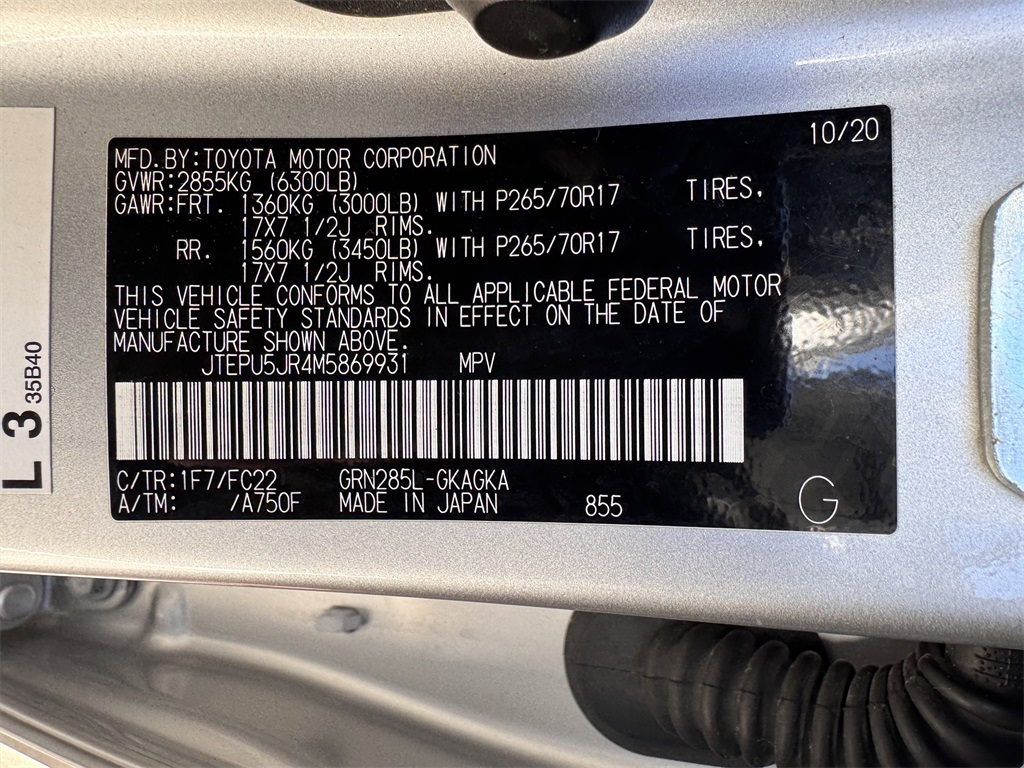 10/20
MFD.BY:TOYOTA MOTOR CORPORATION
GVWR:2855KG (6300LB)
GAWR:FRT. 1360KG (3000LB) WITH P265/70R17 TIRES,
17X7 1/2J RIMS.
RR. 1560KG (3450LB) WITH P265/70R17 TIRES,
17X7 1/2J RIMS.
THIS VEHICLE CONFORMS TO ALL APPLICABLE FEDERAL MOTOR
VEHICLE SAFETY STANDARDS IN EFFECT ON THE DATE OF
MANUFACTURE SHOWN ABOVE.
JTEPU5JR4M5869931 MPV
C/TR:1F7/FC22 GRN285L-GKAGKA
A/TM: /A750F MADE IN JAPAN 855
G
L 3 35B40